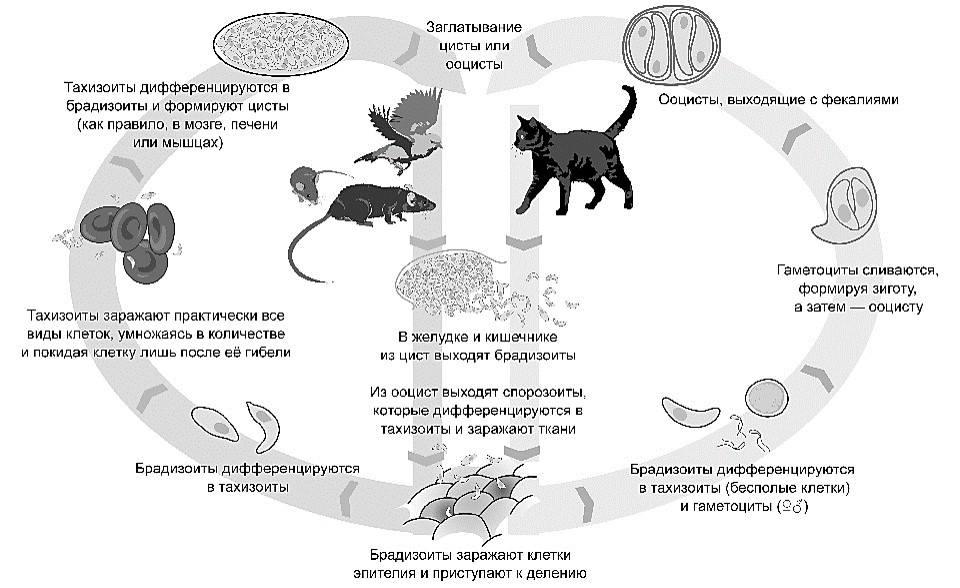 Заглатывание
цисты или
ооцисты
Тахизоиты дифференцируются в
брадизоиты и формируют цисты
(как правило, в мозге, печени
или мышцах)
Ооцисты, выходящие с фекалиями
Гаметоциты сливаются,
формируя зиготу,
а затем — ооцисту
Тахизоиты заражают практически все
виды клеток, умножаясь в количестве
и покидая клетку лишь после её гибели
В желудке и кишечнике
из цист выходят брадизоиты
Из ооцист выходят спорозоиты,
которые дифференцируются в
тахизоиты и заражают ткани
Брадизоиты дифференцируются
в тахизоиты
Брадизоиты дифференцируются
в тахизоиты (бесполые клетки)
и гаметоциты (♀♂)
Брадизоиты заражают клетки
эпителия и приступают к делению